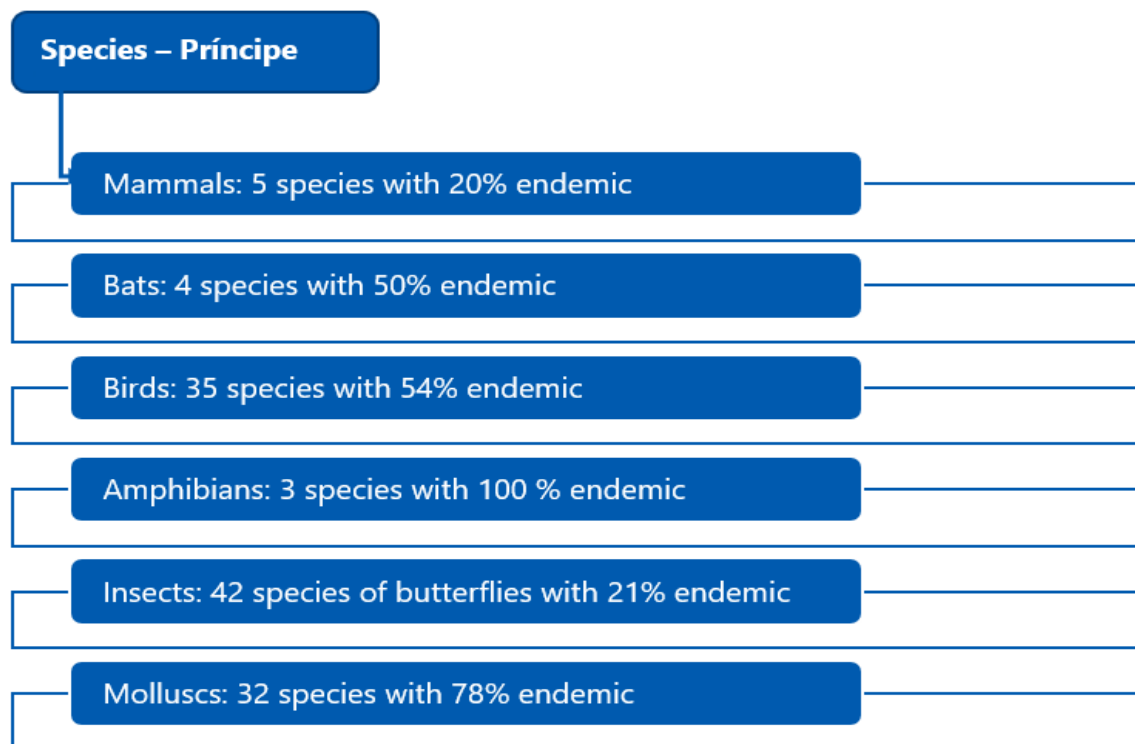 Species – Príncipe
Mammals: 5 species with 20% endemic
Bats: 4 species with 50% endemic
Birds: 35 species with 54% endemic
Amphibians: 3 species with 100 % endemic
Insects: 42 species of butterflies with 21% endemic
Molluscs: 32 species with 78% endemic